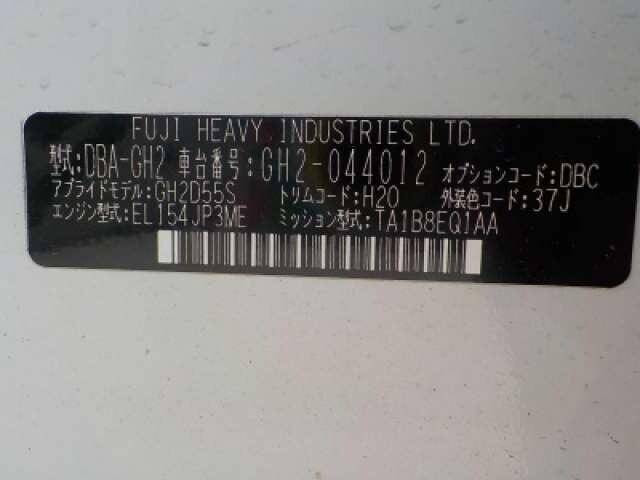 FUJI HEAVY INDUSTRIES LTD.
型式:DBA-GH2 車台番号:GH2-044012 オプションコード:DBC
アプライドモデル:GH2D55S トリムコード:H20 外装色コード:37J
エンジン型式:EL154JP3ME ミッション型式:TA1B8EQ1AA